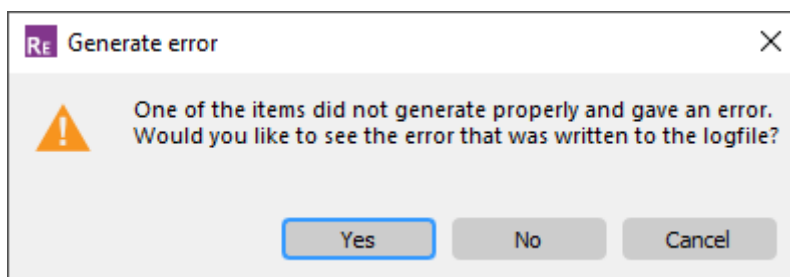 RE Generate error
One of the items did not generate properly and gave an error.
Would you like to see the error that was written to the logfile?
Yes No Cancel